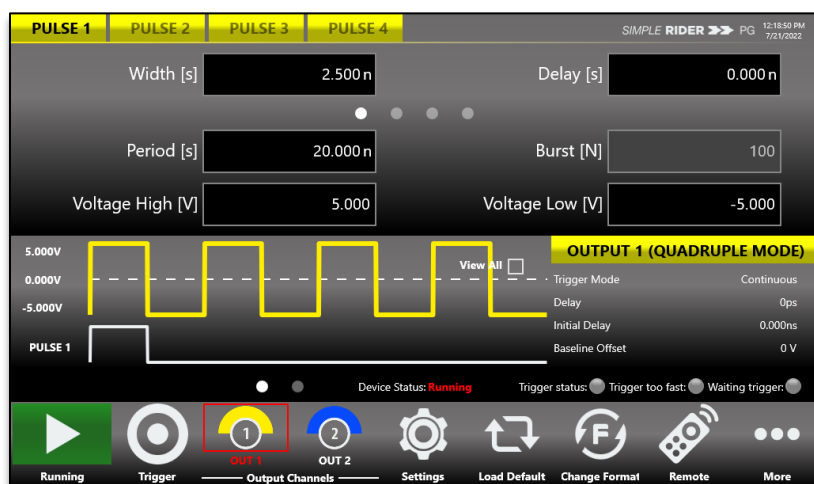 PULSE 1 PULSE 2 PULSE 3 PULSE 4 SIMPLE RIDER PG 12:18:50 PM
7/21/2022
Width [s] 2.500 n Delay [s] 0.000 n
Period [s] 20.000 n Burst [N] 100
Voltage High [V] 5.000 Voltage Low [V] -5.000
5.000V
0.000V
-5.000V
PULSE 1
View All
OUTPUT 1 (QUADRUPLE MODE)
Trigger Mode Continuous
Delay 0ps
Initial Delay 0.000ns
Baseline Offset 0 V
Device Status: Running Trigger status: Trigger too fast: Waiting trigger:
1 2 F
OUT 1 OUT 2
Running Trigger Output Channels Settings Load Default Change Format Remote More